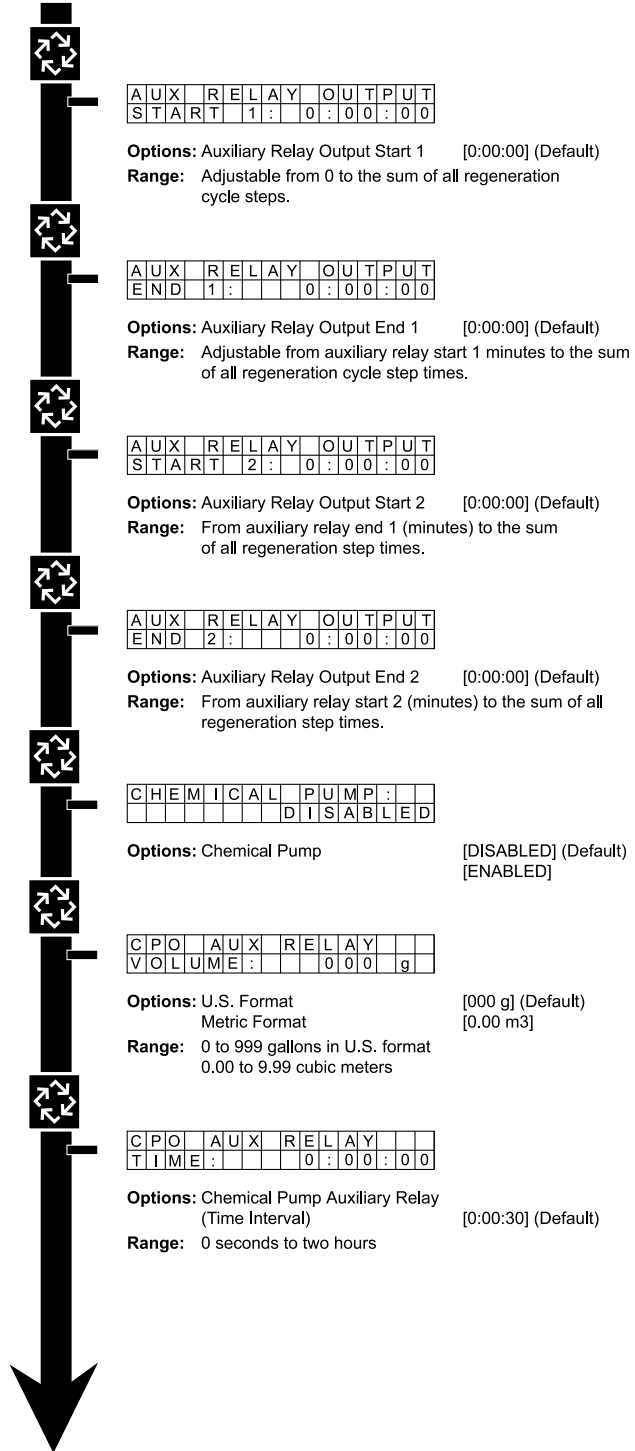 AUX RELAY OUTPUT
START 1: 0:00:00
Options: Auxiliary Relay Output Start 1 [0:00:00] (Default)
Range: Adjustable from 0 to the sum of all regeneration
cycle steps.
AUX RELAY OUTPUT
END 1: 0:00:00
Options: Auxiliary Relay Output End 1 [0:00:00] (Default)
Range: Adjustable from auxiliary relay start 1 minutes to the sum
of all regeneration cycle step times.
AUX RELAY OUTPUT
START 2: 0:00:00
Options: Auxiliary Relay Output Start 2 [0:00:00] (Default)
Range: From auxiliary relay end 1 (minutes) to the sum
of all regeneration step times.
AUX RELAY OUTPUT
END 2: 0:00:00
Options: Auxiliary Relay Output End 2 [0:00:00] (Default)
Range: From auxiliary relay start 2 (minutes) to the sum of all
regeneration step times.
CHEMICAL PUMP:
DISABLED
Options: Chemical Pump [DISABLED] (Default)
[ENABLED]
CPO AUX RELAY
VOLUME: 000 g
Options: U.S. Format [000 g] (Default)
Metric Format [0.00 m3]
Range: 0 to 999 gallons in U.S. format
0.00 to 9.99 cubic meters
CPO AUX RELAY
TIME: 0:00:00
Options: Chemical Pump Auxiliary Relay
(Time Interval) [0:00:30] (Default)
Range: 0 seconds to two hours